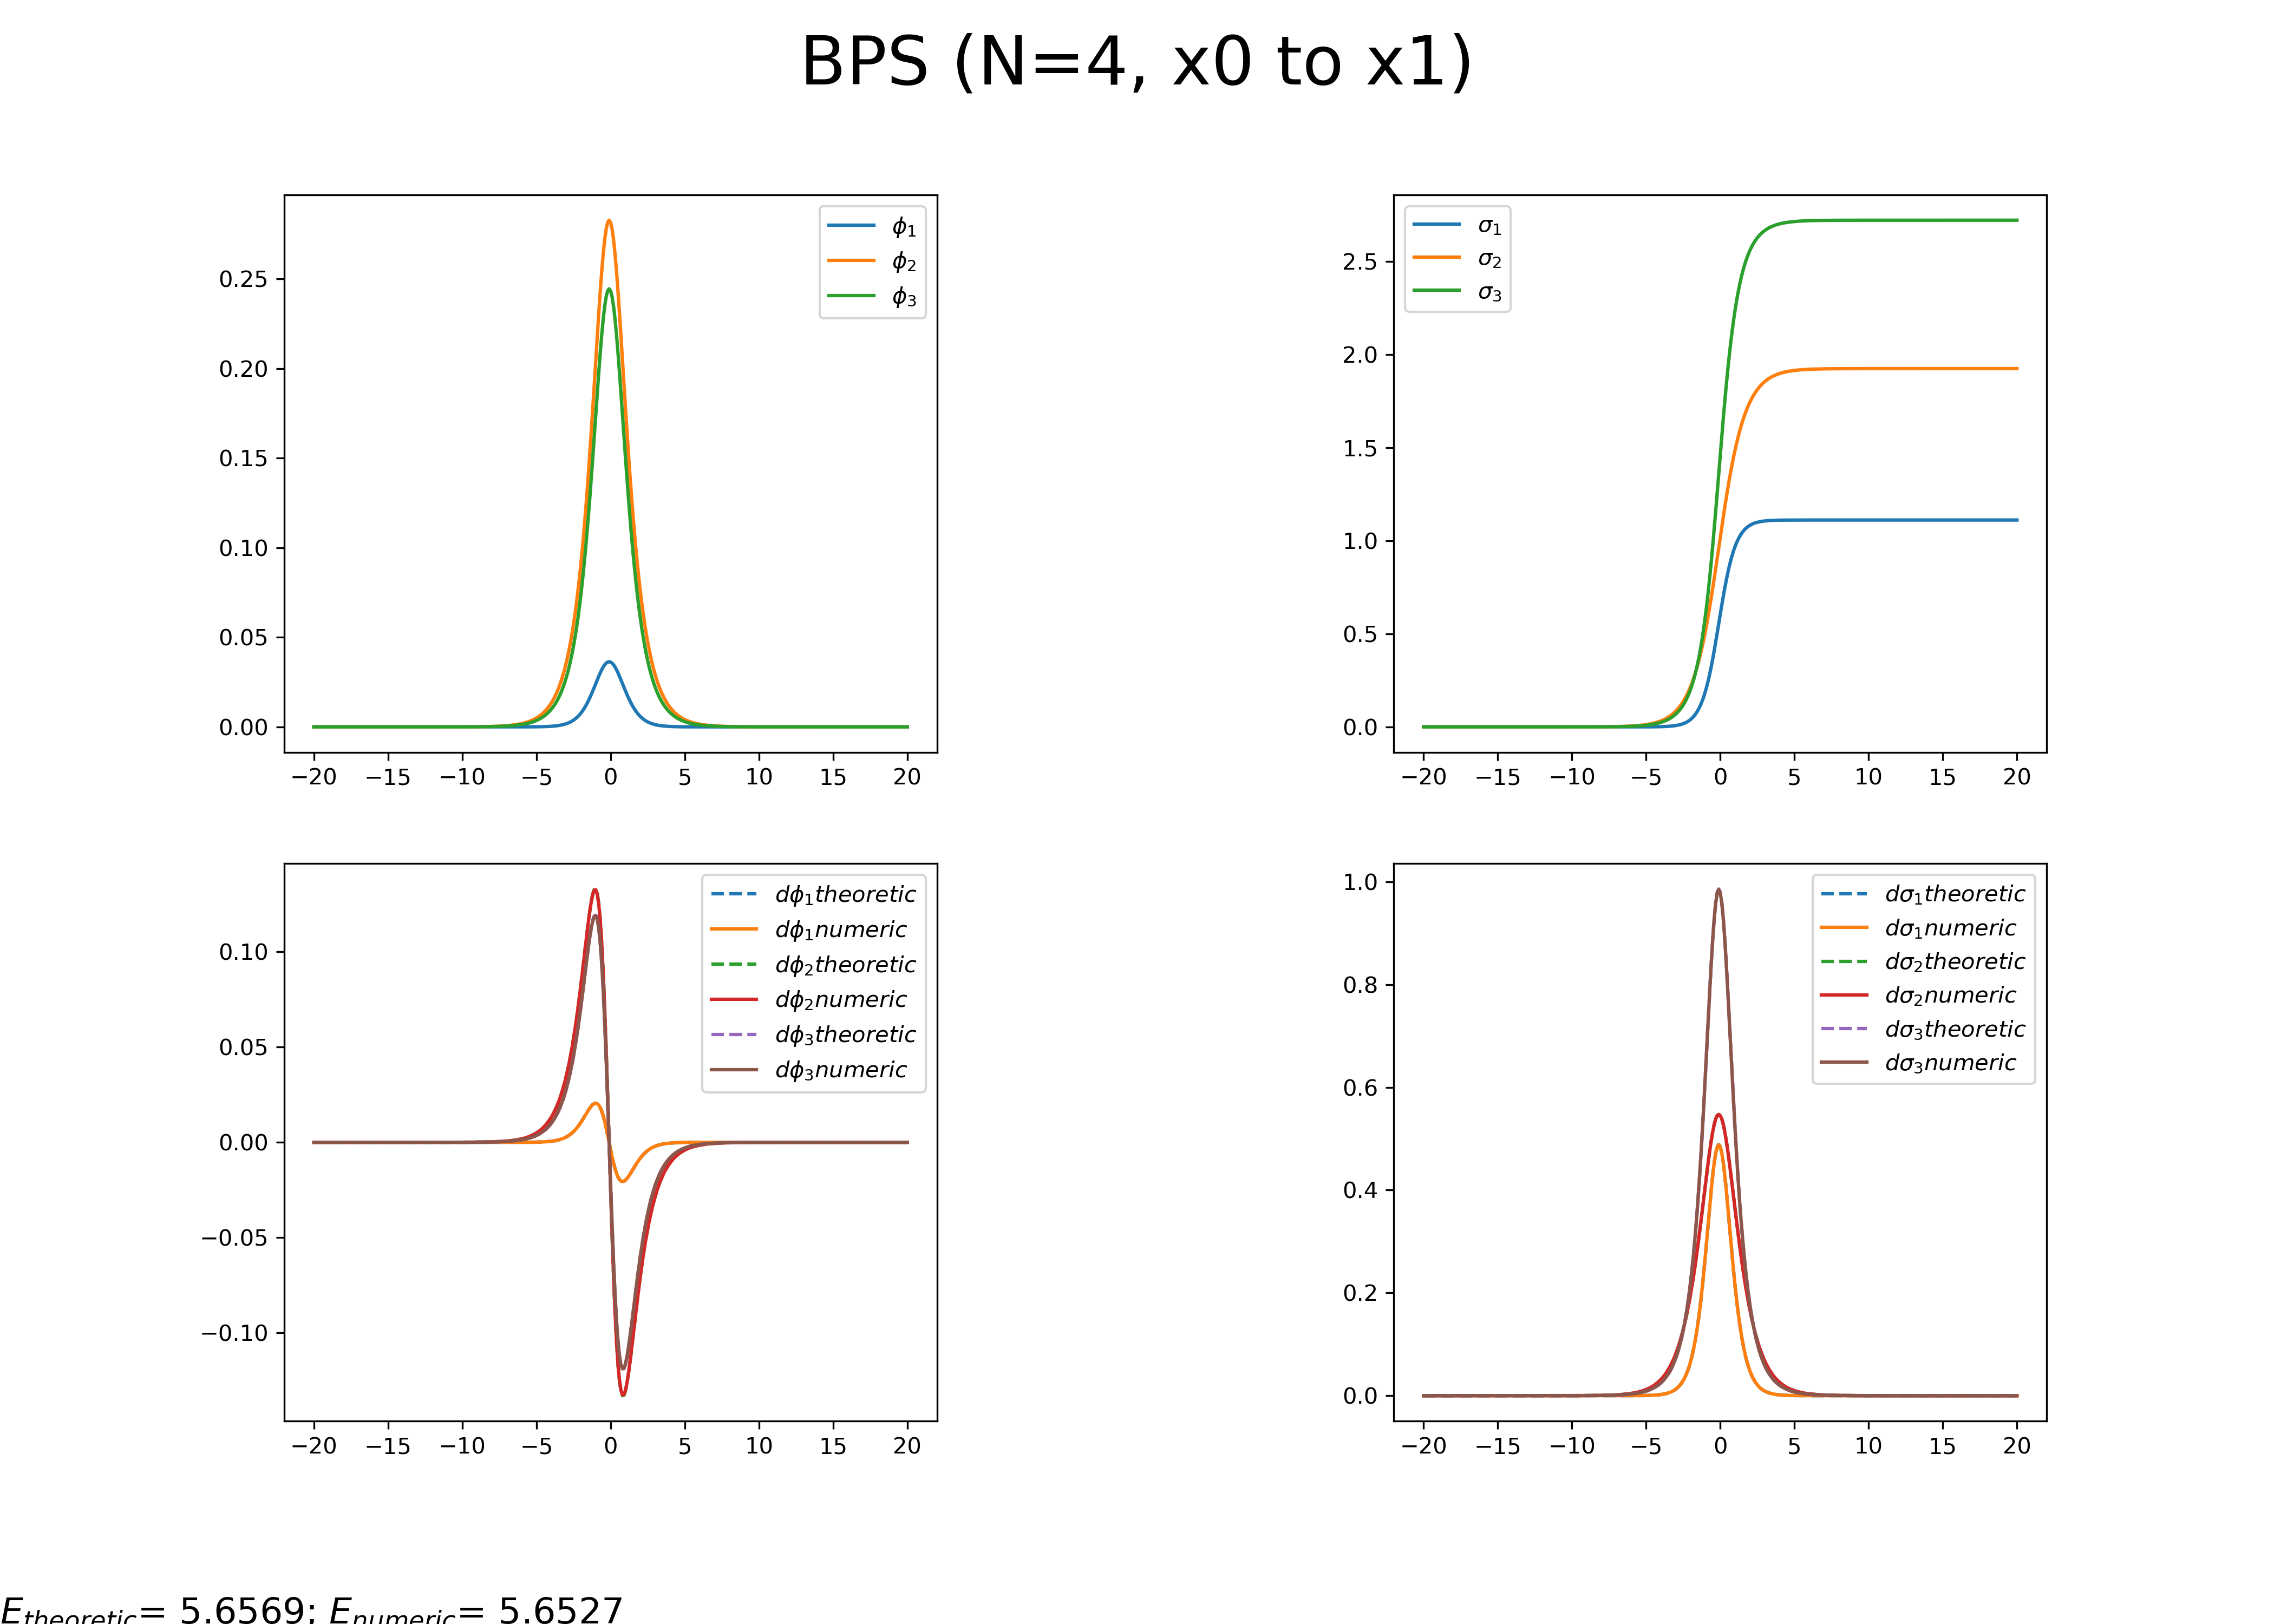 BPS (N=4, x0 to x1)
ϕ1
ϕ2
ϕ3
0.25
0.20
0.15
0.10
0.05
0.00
−20 −15 −10 −5 0 5 10 15 20
σ1
σ2
σ3
2.5
2.0
1.5
1.0
0.5
0.0
−20 −15 −10 −5 0 5 10 15 20
dϕ1theoretic
dϕ1numeric
dϕ2theoretic
dϕ2numeric
dϕ3theoretic
dϕ3numeric
0.10
0.05
0.00
−0.05
−0.10
−20 −15 −10 −5 0 5 10 15 20
dσ1theoretic
dσ1numeric
dσ2theoretic
dσ2numeric
dσ3theoretic
dσ3numeric
1.0
0.8
0.6
0.4
0.2
0.0
−20 −15 −10 −5 0 5 10 15 20
Etheoretic= 5.6569; Enumeric= 5.6527